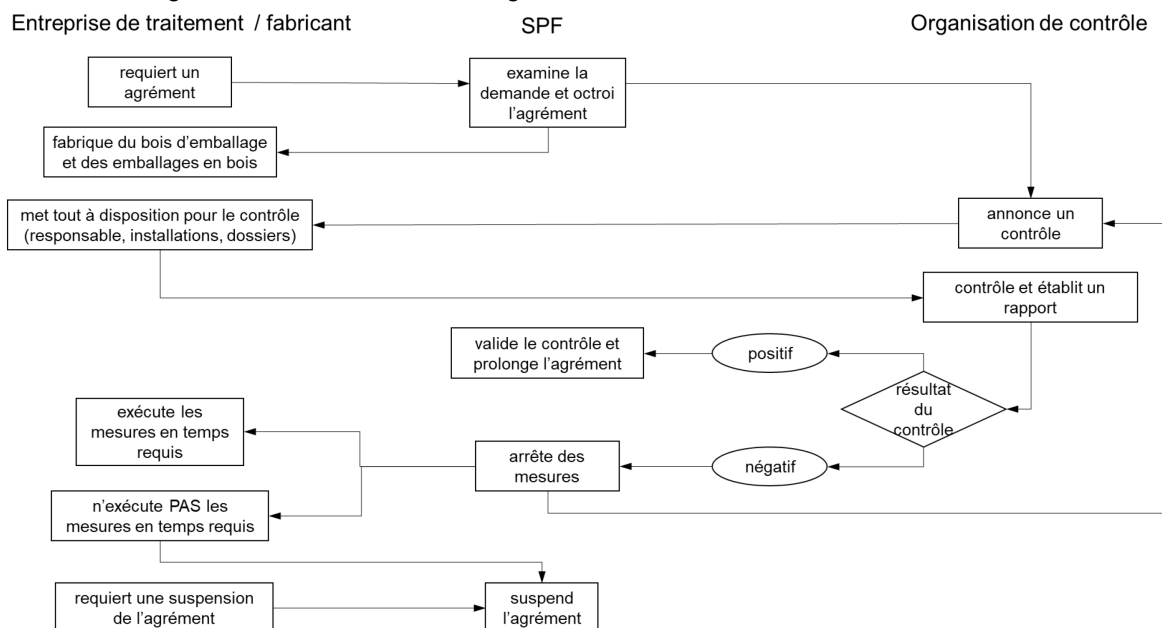 Entreprise de traitement / fabricant
SPF
Organisation de contrôle
requiert un
agrément
examine la
demande et octroi
l'agrément
fabrique du bois d'emballage
et des emballages en bois
met tout à disposition pour le contrôle
(responsable, installations, dossiers)
annonce un
contrôle
contrôle et établit un
rapport
valide le contrôle et
prolonge l'agrément
positif
résultat
du
contrôle
exécute les
mesures en temps
requis
arrête des
mesures
négatif
n'exécute PAS les
mesures en temps requis
requiert une suspension
de l'agrément
suspend
l'agrément